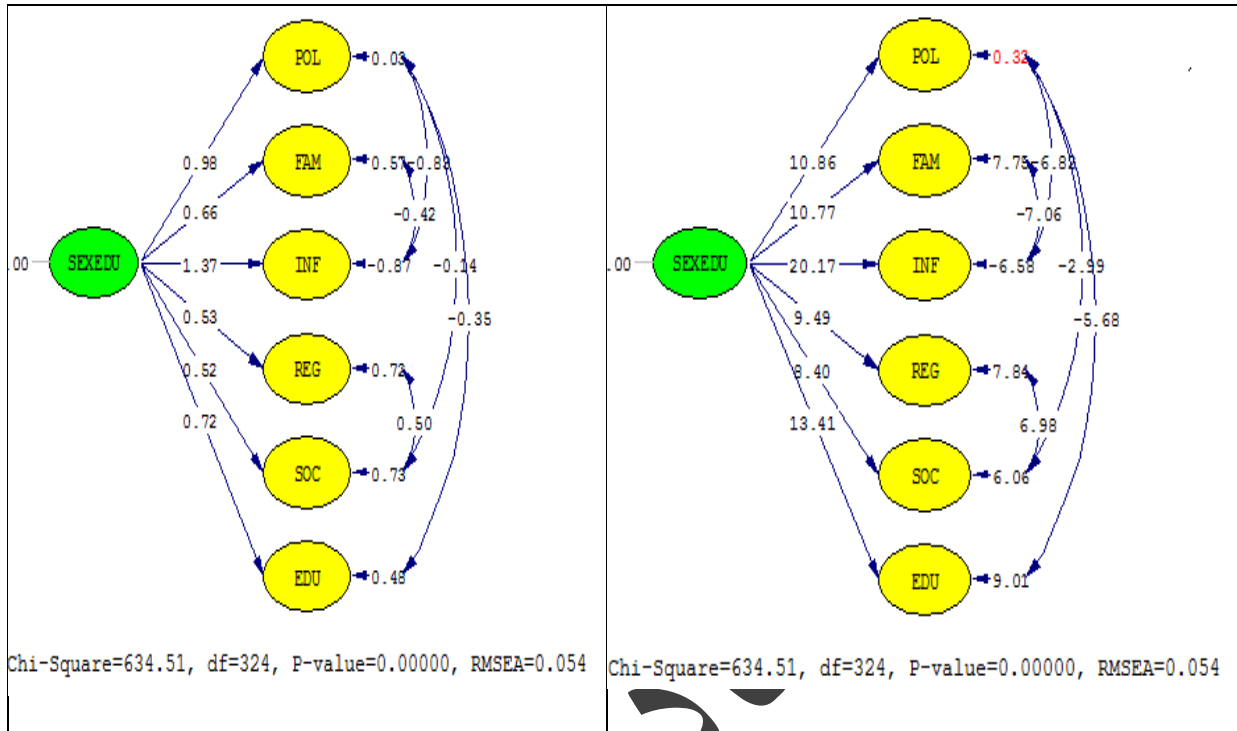 POL
0.03
0.98
FAM
0.57
-0.82
0.66
-0.42
.00
SEXEDU
1.37
INF
-0.87
-0.14
0.53
-0.35
REG
0.73
0.52
0.50
0.72
SOC
0.73
EDU
0.48
Chi-Square=634.51, df=324, P-value=0.00000, RMSEA=0.054
POL
0.32
10.86
FAM
7.75
-6.82
10.77
-7.06
.00
SEXEDU
20.17
INF
-6.58
-2.99
9.49
-5.68
REG
7.84
8.40
6.98
13.41
SOC
6.06
EDU
9.01
Chi-Square=634.51, df=324, P-value=0.00000, RMSEA=0.054